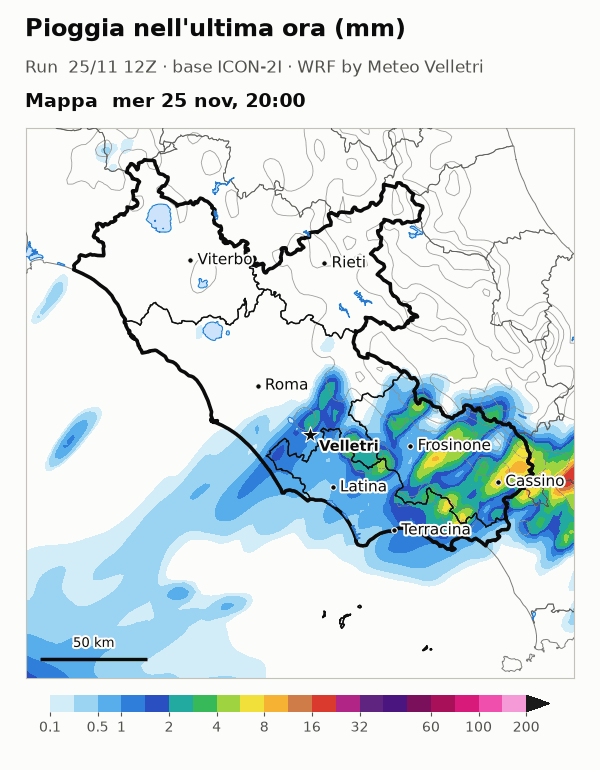 Pioggia nell'ultima ora (mm)
Run  25/11 12Z · base ICON-2I · WRF by Meteo Velletri
Mappa  mer 25 nov, 20:00
Viterbo
Rieti
Roma
Velletri
Frosinone
Latina
Cassino
Terracina
50 km
0.1 0.5 1 2 4 8 16 32 60 100 200